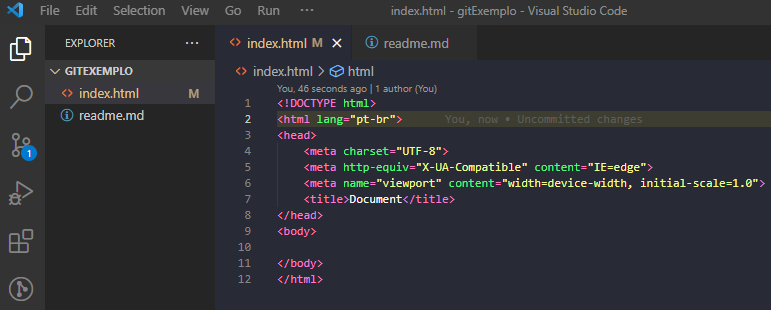 File Edit Selection View Go Run ··· index.html - gitExemplo - Visual Studio Code
EXPLORER ···
GITEXEMPLO
index.html M
readme.md
1
index.html M
readme.md
index.html > html
You, 46 seconds ago | 1 author (You)
1 <!DOCTYPE html>
2 <html lang="pt-br"> You, now • Uncommitted changes
3 <head>
4 <meta charset="UTF-8">
5 <meta http-equiv="X-UA-Compatible" content="IE=edge">
6 <meta name="viewport" content="width=device-width, initial-scale=1.0">
7 <title>Document</title>
8 </head>
9 <body>
10
11 </body>
12 </html>